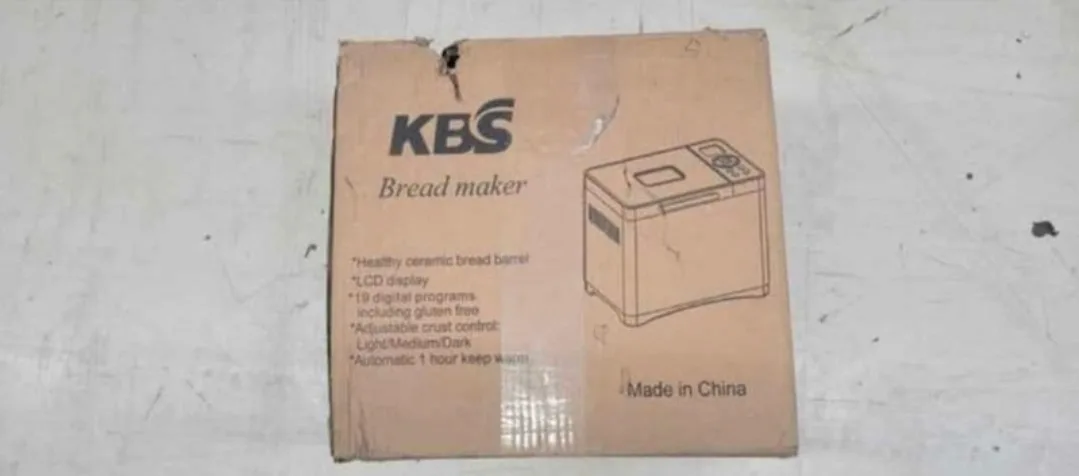 KBS
Bread maker
*Healthy ceramic bread barrel
*LCD display
*19 digital programs
including gluten free
*Adjustable crust control:
Light/Medium/Dark
*Automatic 1 hour keep warm
Made in China